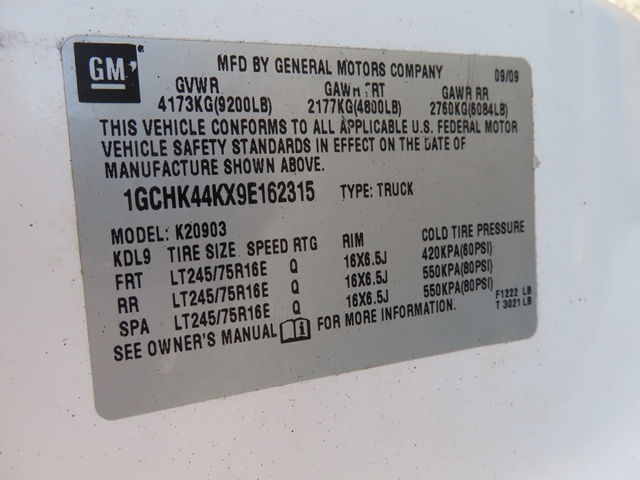 GM
MFD BY GENERAL MOTORS COMPANY 09/09
GVWR GAWR FRT GAWR RR
4173KG(9200LB) 2177KG(4800LB) 2760KG(6084LB)
THIS VEHICLE CONFORMS TO ALL APPLICABLE U.S. FEDERAL MOTOR
VEHICLE SAFETY STANDARDS IN EFFECT ON THE DATE OF
MANUFACTURE SHOWN ABOVE.
1GCHK44KX9E162315 TYPE: TRUCK
MODEL: K20903
KDL9 TIRE SIZE SPEED RTG RIM COLD TIRE PRESSURE
FRT LT245/75R16E Q 16X6.5J 420KPA(60PSI)
RR LT245/75R16E Q 16X6.5J 550KPA(80PSI)
SPA LT245/75R16E Q 16X6.5J 550KPA(80PSI)
SEE OWNER'S MANUAL FOR MORE INFORMATION.
F1222 LB
T 3021 LB